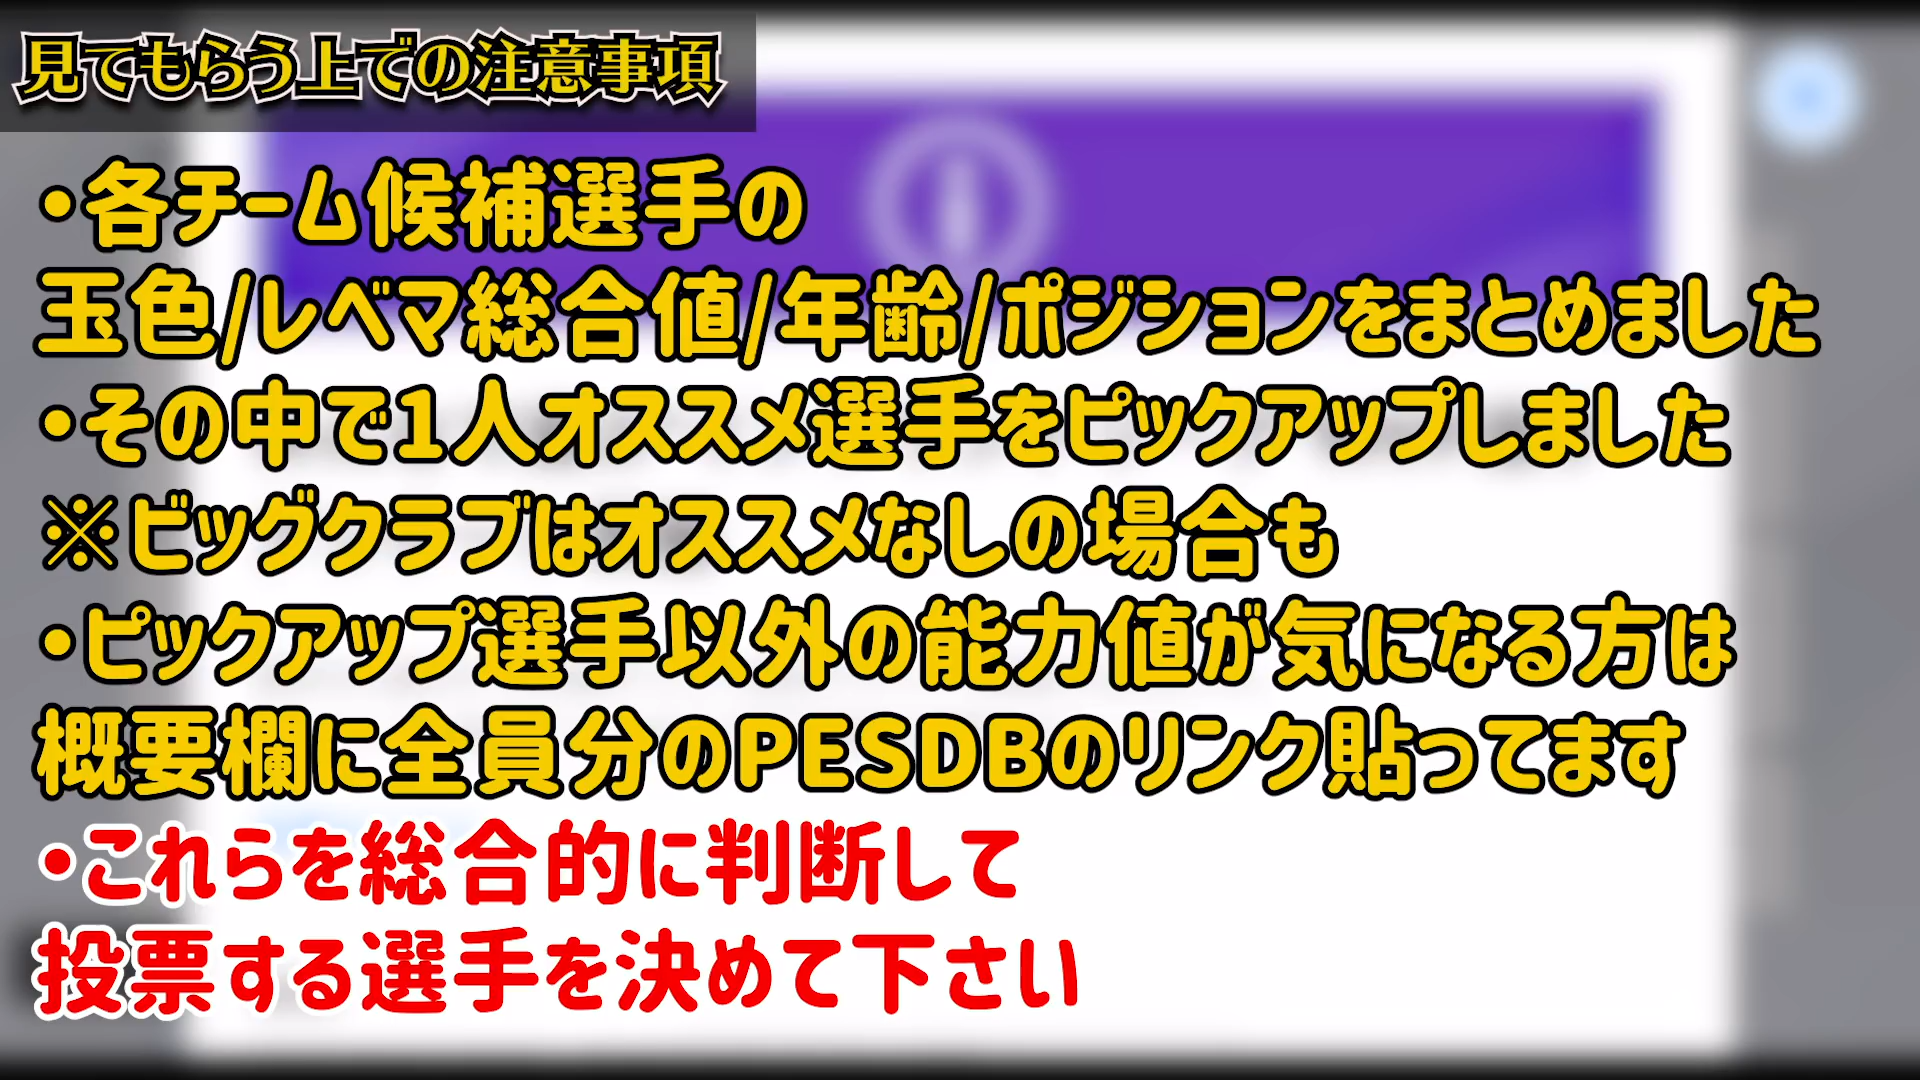 見てもらう上での注意事項
・各チーム候補選手の
玉色/レベマ総合値/年齢/ポジションをまとめました
・その中で1人オススメ選手をピックアップしました
※ビッグクラブはオススメなしの場合も
・ピックアップ選手以外の能力値が気になる方は
概要欄に全員分のPESDBのリンク貼ってます
・これらを総合的に判断して
投票する選手を決めて下さい